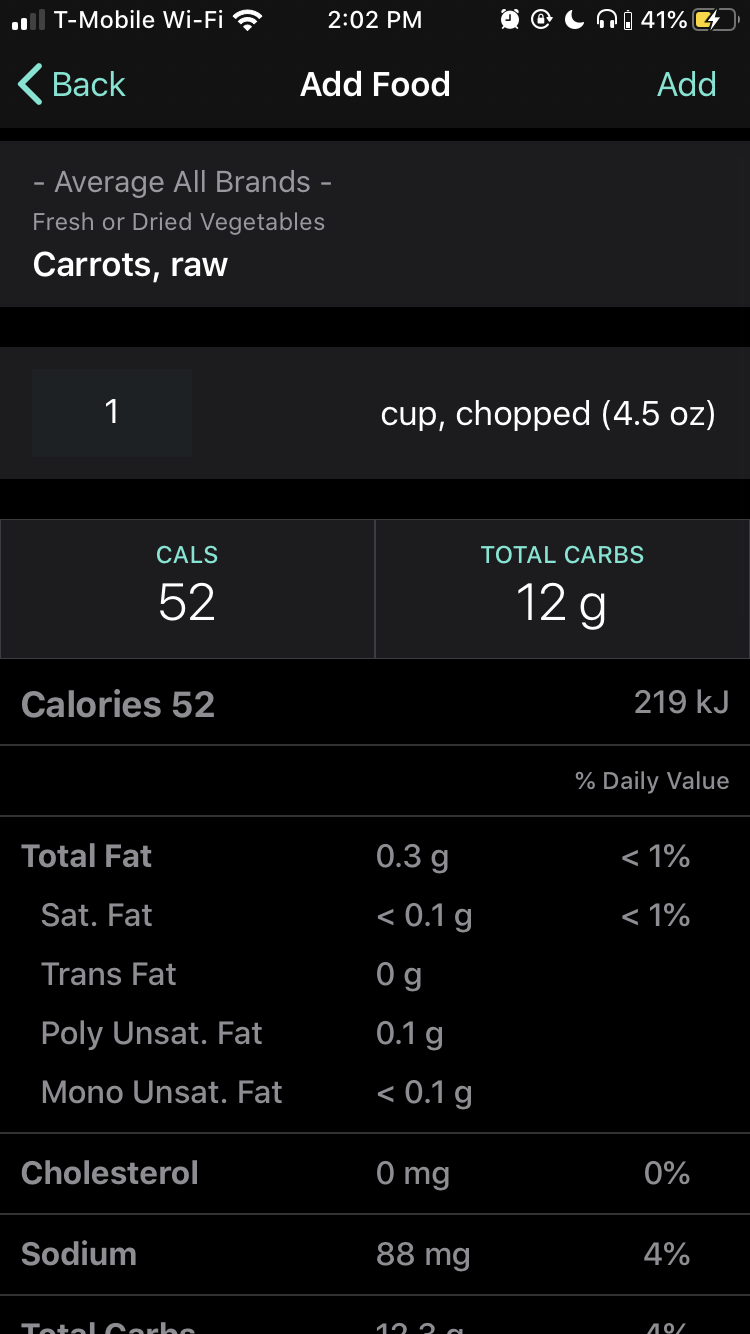 T-Mobile Wi-Fi 2:02 PM 41%
Back Add Food Add
- Average All Brands -
Fresh or Dried Vegetables
Carrots, raw
1 cup, chopped (4.5 oz)
CALS TOTAL CARBS
52 12 g
Calories 52 219 kJ
% Daily Value
Total Fat 0.3 g < 1%
Sat. Fat < 0.1 g < 1%
Trans Fat 0 g
Poly Unsat. Fat 0.1 g
Mono Unsat. Fat < 0.1 g
Cholesterol 0 mg 0%
Sodium 88 mg 4%
Total Carbs 12.3 g 4%